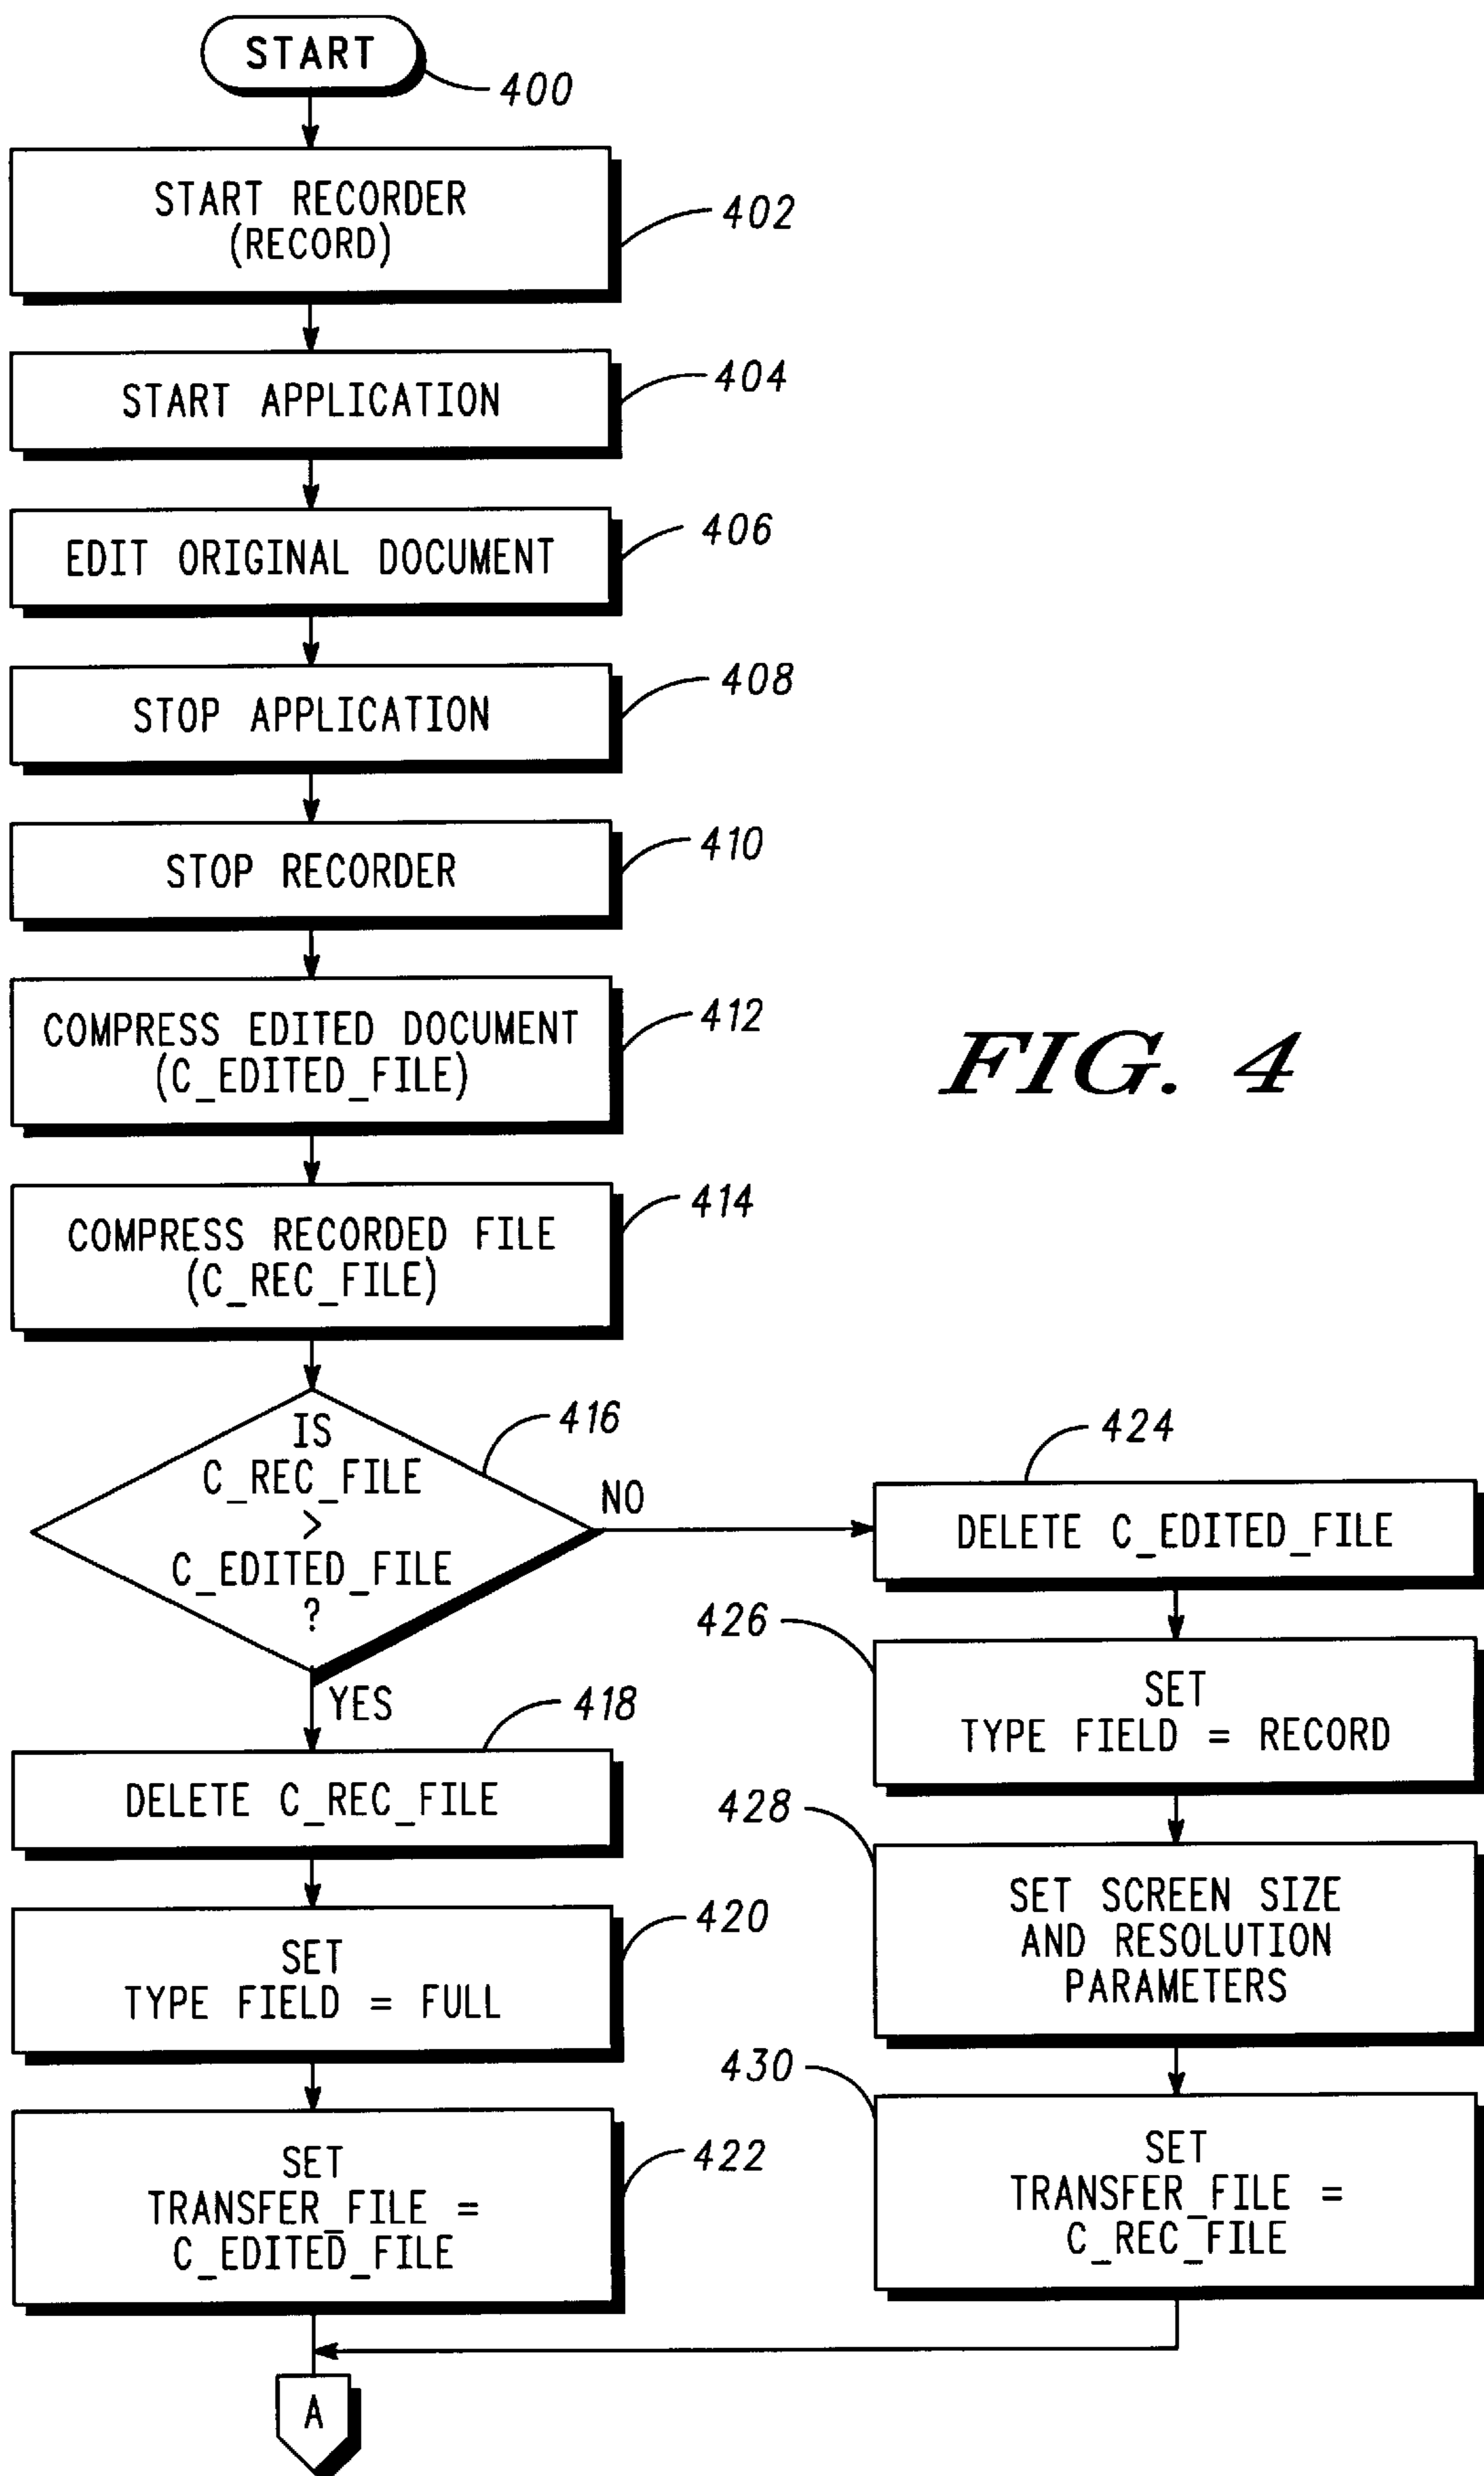 START
400
START RECORDER
(RECORD)
402
START APPLICATION
404
EDIT ORIGINAL DOCUMENT
406
STOP APPLICATION
408
STOP RECORDER
410
COMPRESS EDITED DOCUMENT
(C_EDITED_FILE)
412
FIG. 4
COMPRESS RECORDED FILE
(C_REC_FILE)
414
IS
C_REC_FILE
>
C_EDITED_FILE
?
416
NO
YES
DELETE C_REC_FILE
418
SET
TYPE FIELD = FULL
420
SET
TRANSFER_FILE =
C_EDITED_FILE
422
424
DELETE C_EDITED_FILE
426
SET
TYPE FIELD = RECORD
428
SET SCREEN SIZE
AND RESOLUTION
PARAMETERS
430
SET
TRANSFER_FILE =
C_REC_FILE
A